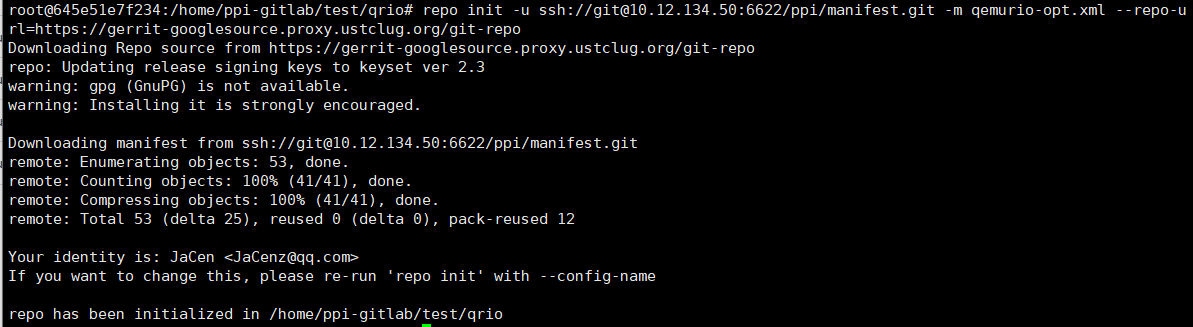 root@645e51e7f234:/home/ppi-gitlab/test/qrio# repo init -u ssh://git@10.12.134.50:6622/ppi/manifest.git -m qemurio-opt.xml --repo-u
rl=https://gerrit-googlesource.proxy.ustclug.org/git-repo
Downloading Repo source from https://gerrit-googlesource.proxy.ustclug.org/git-repo
repo: Updating release signing keys to keyset ver 2.3
warning: gpg (GnuPG) is not available.
warning: Installing it is strongly encouraged.
Downloading manifest from ssh://git@10.12.134.50:6622/ppi/manifest.git
remote: Enumerating objects: 53, done.
remote: Counting objects: 100% (41/41), done.
remote: Compressing objects: 100% (41/41), done.
remote: Total 53 (delta 25), reused 0 (delta 0), pack-reused 12
Your identity is: JaCen <JaCenz@qq.com>
If you want to change this, please re-run 'repo init' with --config-name
repo has been initialized in /home/ppi-gitlab/test/qrio